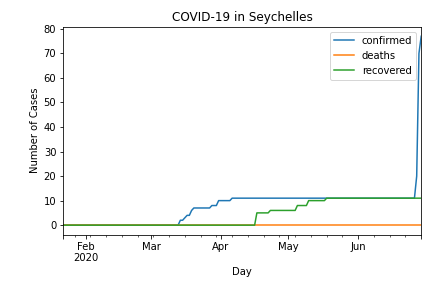 COVID-19 in Seychelles
80
70
60
50
40
30
20
10
0
Number of Cases
confirmed
deaths
recovered
Feb
2020
Mar
Apr
May
Jun
Day